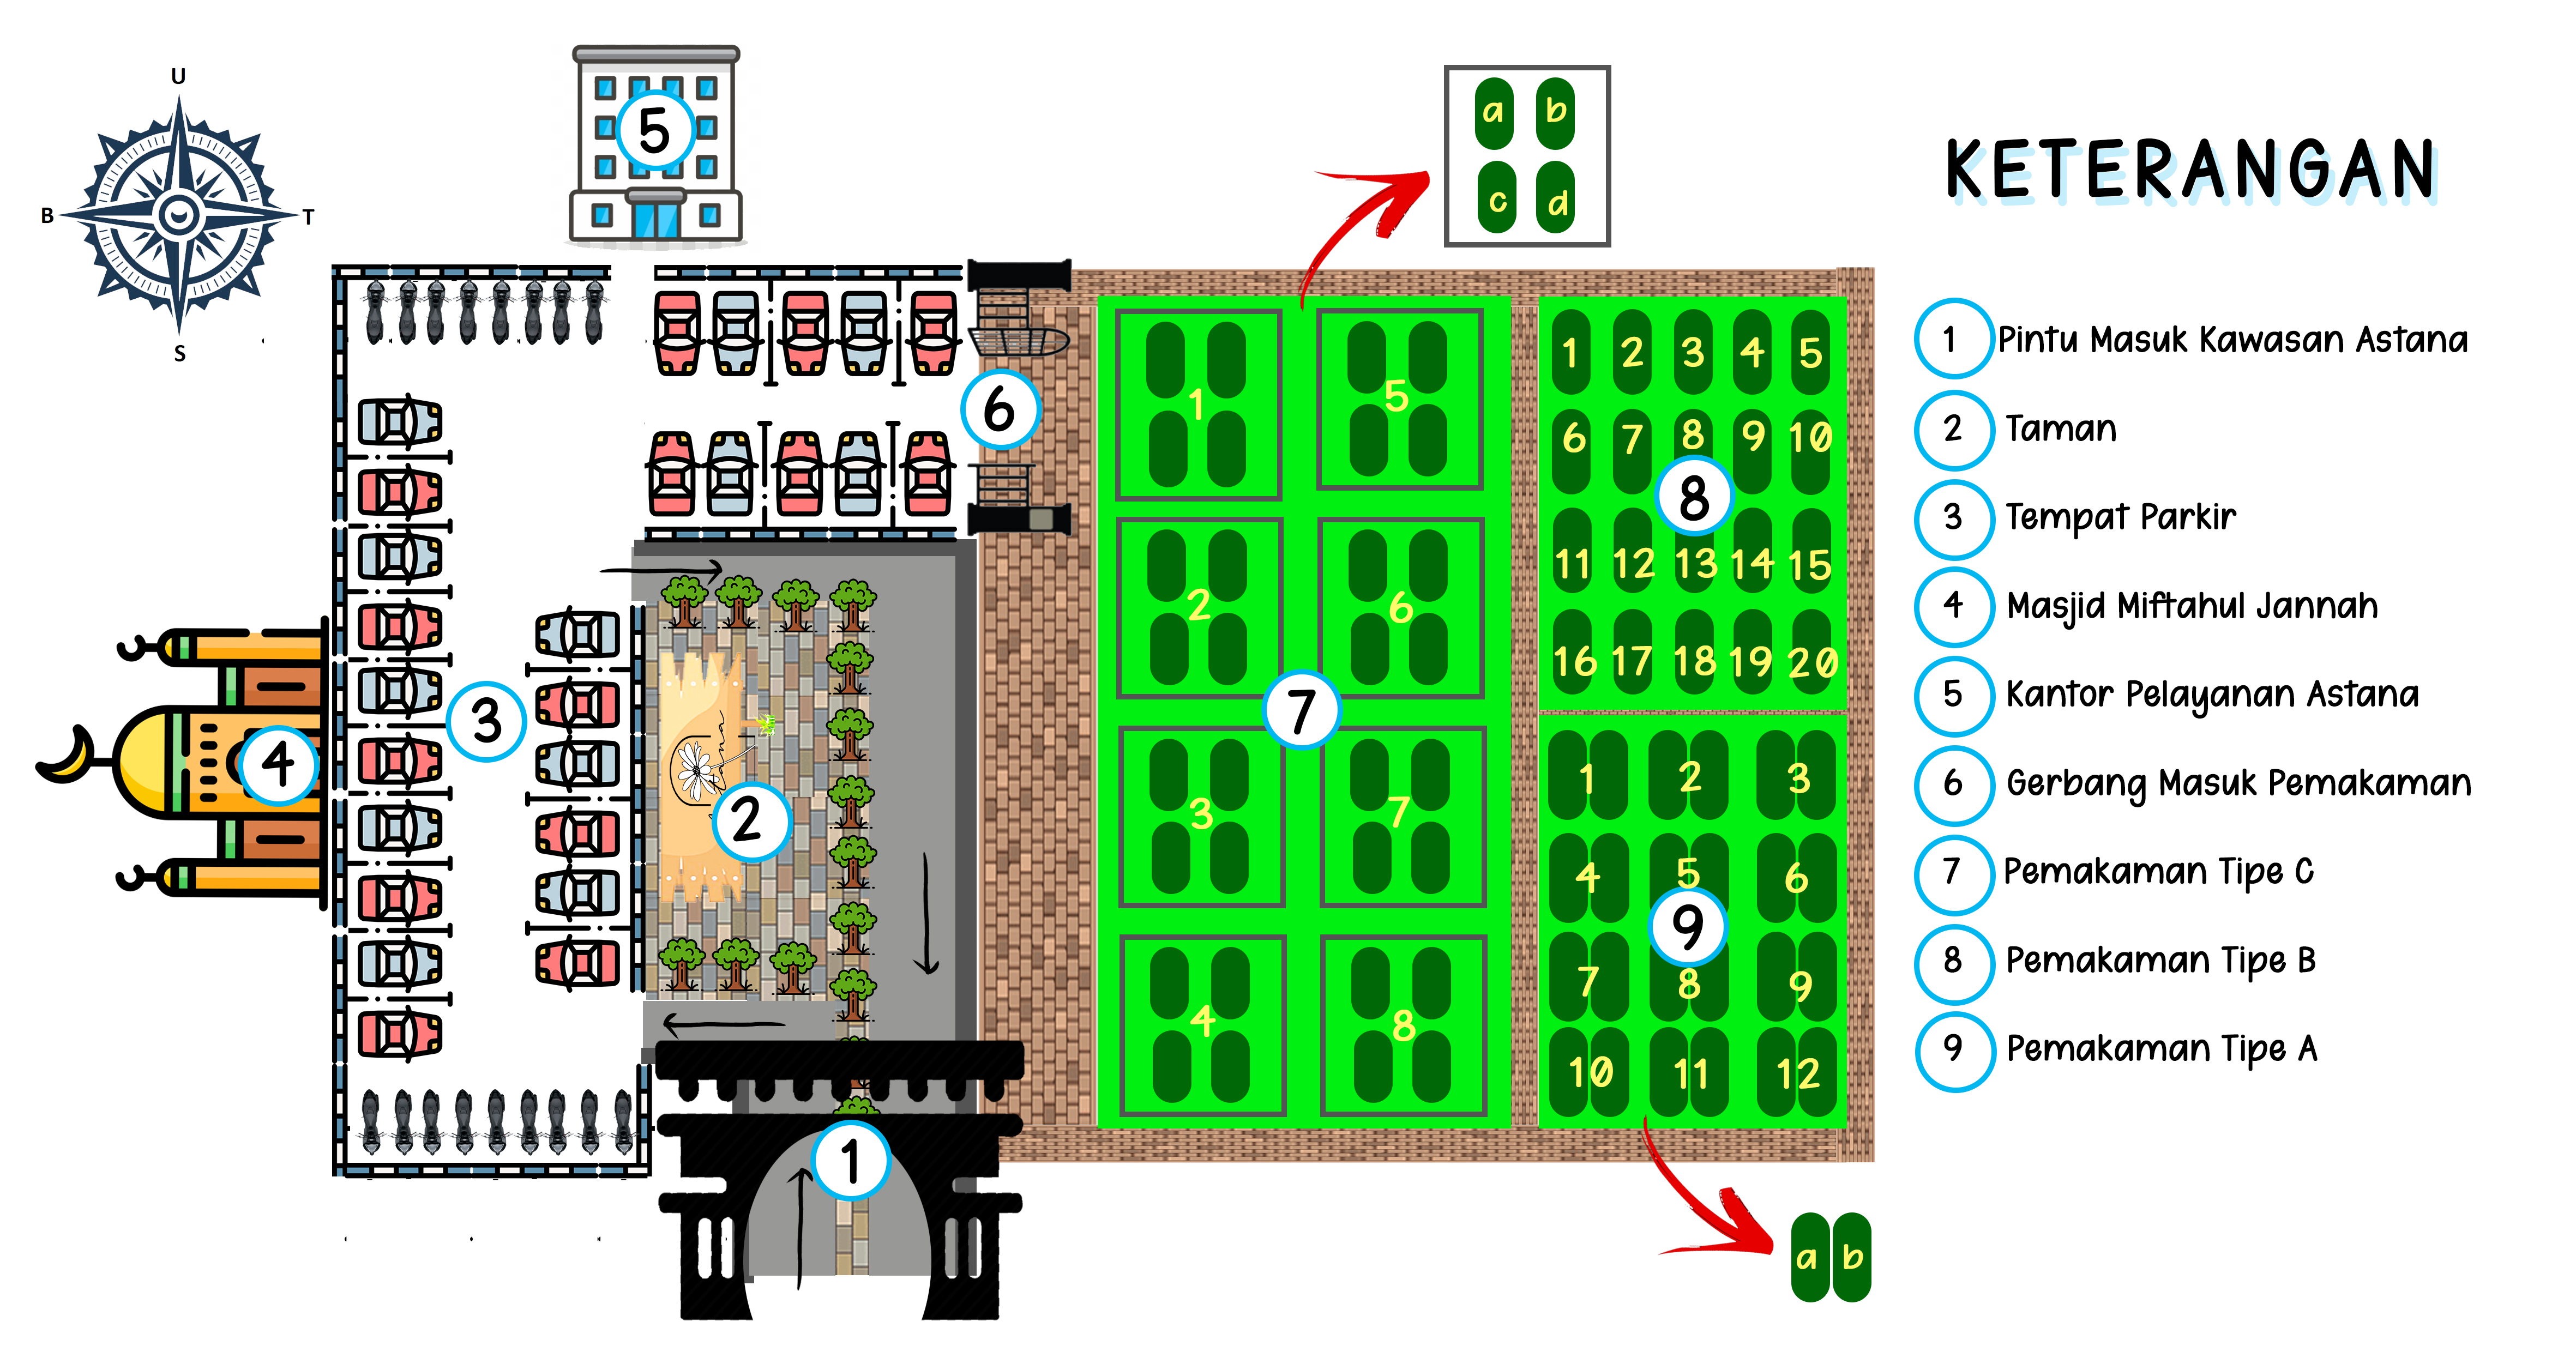 U
B
T
S
5
a b
c d
KETERANGAN
1 Pintu Masuk Kawasan Astana
2 Taman
3 Tempat Parkir
4 Masjid Miftahul Jannah
5 Kantor Pelayanan Astana
6 Gerbang Masuk Pemakaman
7 Pemakaman Tipe C
8 Pemakaman Tipe B
9 Pemakaman Tipe A
6
3
4
2
1
7
1 5
2 6
3 7
4 8
8
1 2 3 4 5
6 7 8 9 10
11 12 13 14 15
16 17 18 19 20
9
1 2 3
4 5 6
7 8 9
10 11 12
a b